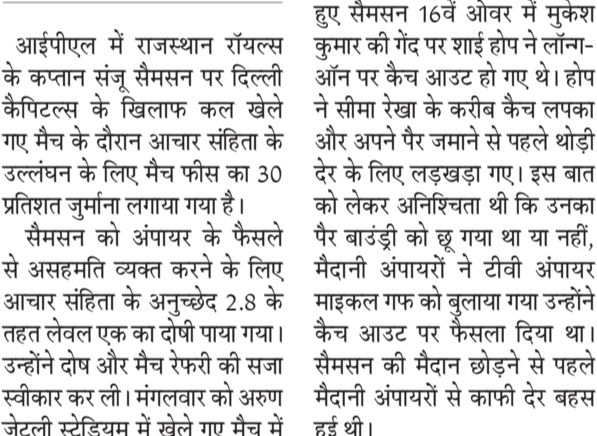 आईपीएल में राजस्थान रॉयल्स
के कप्तान संजू सैमसन पर दिल्ली
कैपिटल्स के खिलाफ कल खेले
गए मैच के दौरान आचार संहिता के
उल्लंघन के लिए मैच फीस का 30
प्रतिशत जुर्माना लगाया गया है।
सैमसन को अंपायर के फैसले
से असहमति व्यक्त करने के लिए
आचार संहिता के अनुच्छेद 2.8 के
तहत लेवल एक का दोषी पाया गया।
उन्होंने दोष और मैच रेफरी की सजा
स्वीकार कर ली। मंगलवार को अरुण
जेटली स्टेडियम में खेले गए मैच में
हुए सैमसन 16वें ओवर में मुकेश
कुमार की गेंद पर शाई होप ने लॉन्ग-
ऑन पर कैच आउट हो गए थे। होप
ने सीमा रेखा के करीब कैच लपका
और अपने पैर जमाने से पहले थोड़ी
देर के लिए लड़खड़ा गए। इस बात
को लेकर अनिश्चिता थी कि उनका
पैर बाउंड्री को छू गया था या नहीं,
मैदानी अंपायरों ने टीवी अंपायर
माइकल गफ को बुलाया गया उन्होंने
कैच आउट पर फैसला दिया था।
सैमसन की मैदान छोड़ने से पहले
मैदानी अंपायरों से काफी देर बहस
हुई थी।